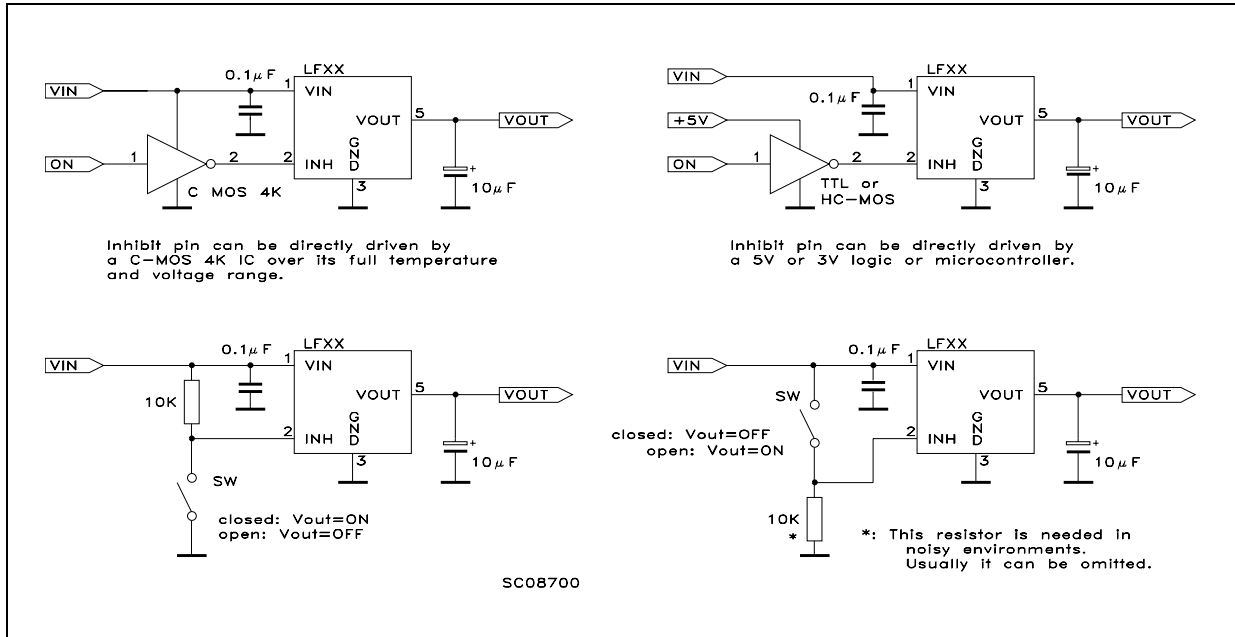 LFXX
VIN
0.1μF
1
VIN
VOUT
5
VOUT
ON
1
2
2
INH
GND
3
+
10μF
C MOS 4K
Inhibit pin can be directly driven by
a C-MOS 4K IC over its full temperature
and voltage range.
LFXX
VIN
0.1μF
1
VIN
+5V
VOUT
5
VOUT
ON
1
2
2
INH
GND
3
+
10μF
TTL or
HC-MOS
Inhibit pin can be directly driven by
a 5V or 3V logic or microcontroller.
LFXX
VIN
0.1μF
1
VIN
10K
VOUT
5
VOUT
2
INH
GND
3
+
10μF
SW
closed: Vout=ON
open: Vout=OFF
LFXX
VIN
0.1μF
1
VIN
SW
VOUT
5
VOUT
closed: Vout=OFF
open: Vout=ON
2
INH
GND
3
+
10μF
10K
*
*: This resistor is needed in
noisy environments.
Usually it can be omitted.
SC08700